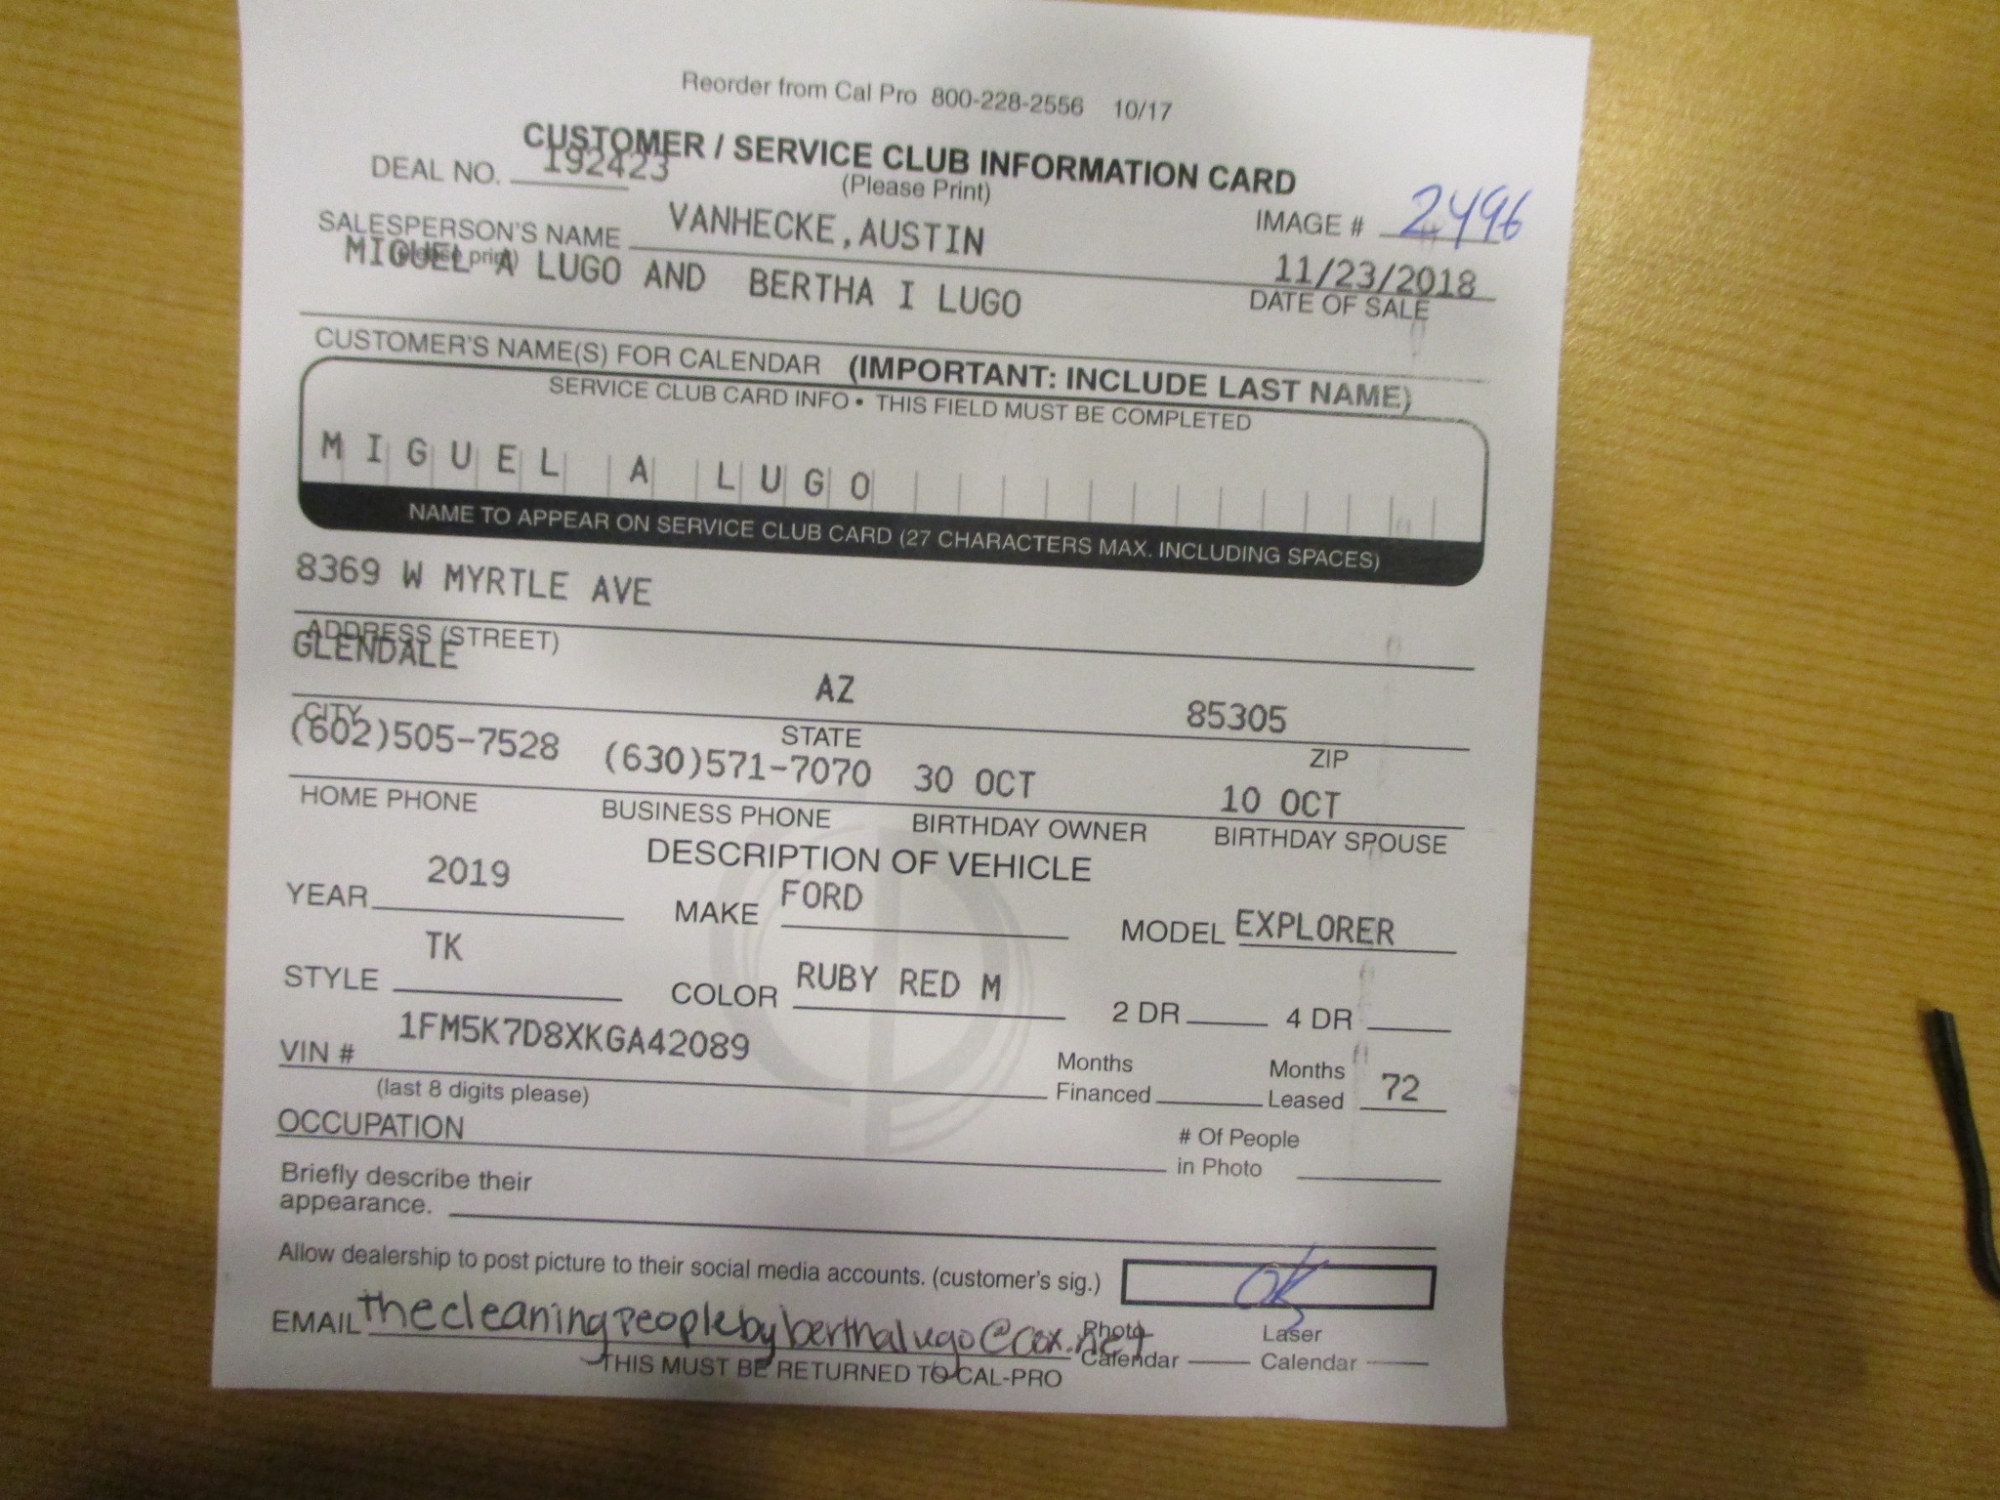 Reorder from Cal Pro 800-228-2556 10/17
CUSTOMER / SERVICE CLUB INFORMATION CARD
DEAL NO. 192423
(Please Print)
IMAGE # 2496
SALESPERSON'S NAME VANHECKE,AUSTIN
(please print)
MIGUEL A LUGO AND BERTHA I LUGO
11/23/2018
DATE OF SALE
CUSTOMER'S NAME(S) FOR CALENDAR (IMPORTANT: INCLUDE LAST NAME)
SERVICE CLUB CARD INFO • THIS FIELD MUST BE COMPLETED
MIGUEL A LUGO
NAME TO APPEAR ON SERVICE CLUB CARD (27 CHARACTERS MAX. INCLUDING SPACES)
8369 W MYRTLE AVE
ADDRESS (STREET)
GLENDALE AZ 85305
CITY STATE ZIP
(602)505-7528 (630)571-7070 30 OCT 10 OCT
HOME PHONE BUSINESS PHONE BIRTHDAY OWNER BIRTHDAY SPOUSE
DESCRIPTION OF VEHICLE
YEAR 2019 MAKE FORD MODEL EXPLORER
STYLE TK COLOR RUBY RED M 2 DR 4 DR
VIN # 1FM5K7D8XKGA42089 Months Financed Months Leased 72
(last 8 digits please)
OCCUPATION # Of People in Photo
Briefly describe their
appearance.
Allow dealership to post picture to their social media accounts. (customer's sig.) OK
EMAIL thecleaningpeoplebyberthalugo@cox.net Photo Calendar Laser Calendar
THIS MUST BE RETURNED TO CAL-PRO